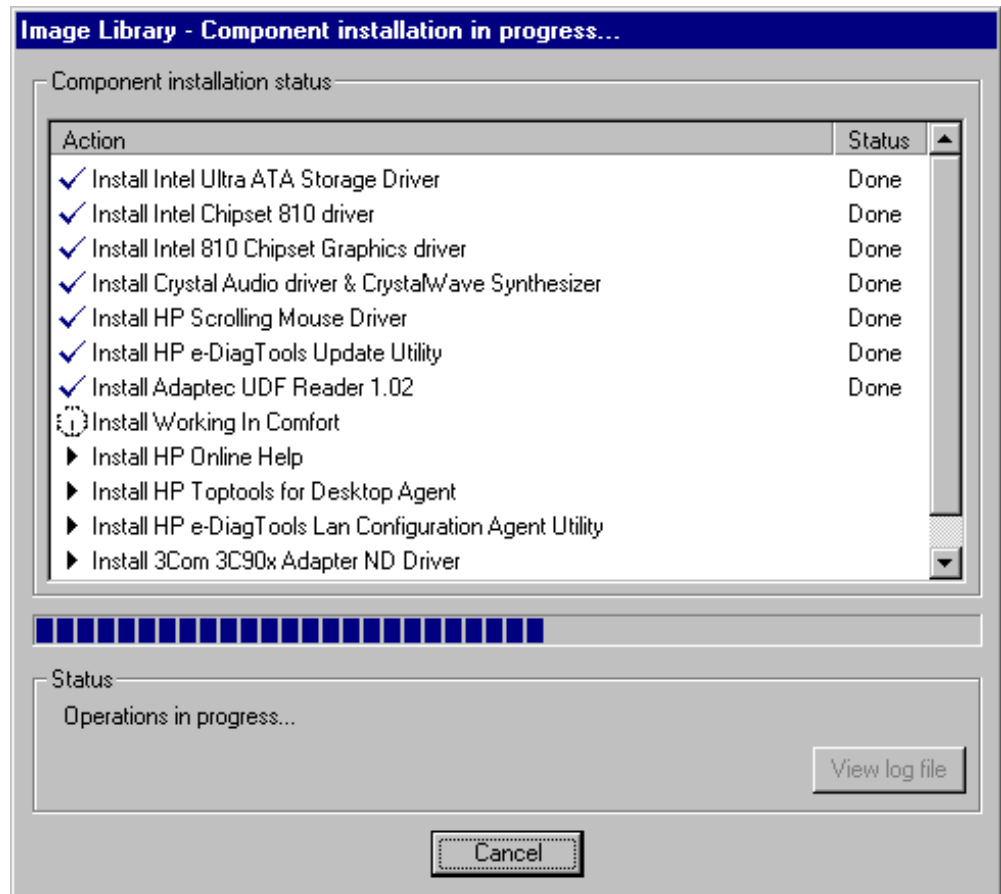 Image Library - Component installation in progress...
Component installation status
Action Status
Install Intel Ultra ATA Storage Driver Done
Install Intel Chipset 810 driver Done
Install Intel 810 Chipset Graphics driver Done
Install Crystal Audio driver & CrystalWave Synthesizer Done
Install HP Scrolling Mouse Driver Done
Install HP e-DiagTools Update Utility Done
Install Adaptec UDF Reader 1.02 Done
Install Working In Comfort
Install HP Online Help
Install HP Toptools for Desktop Agent
Install HP e-DiagTools Lan Configuration Agent Utility
Install 3Com 3C90x Adapter ND Driver
Status
Operations in progress...
View log file
Cancel